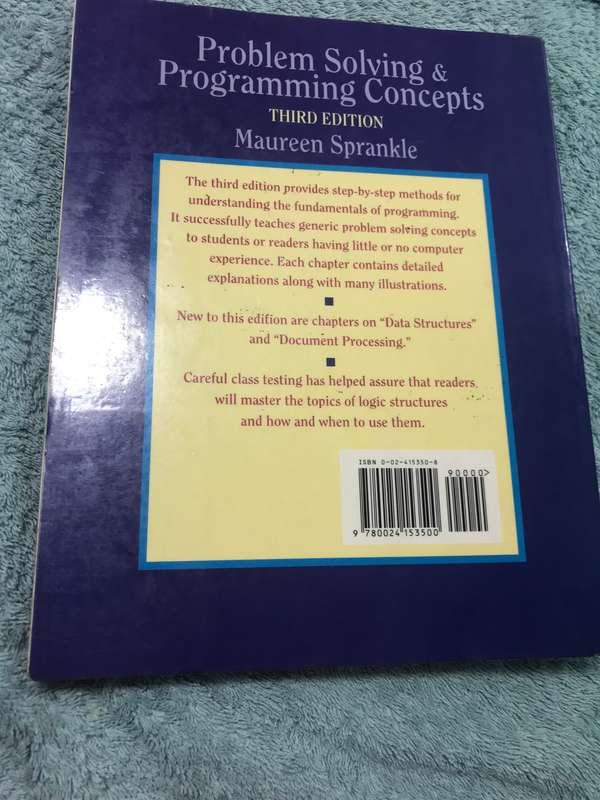 Problem Solving &
Programming Concepts
THIRD EDITION
Maureen Sprankle
The third edition provides step-by-step methods for
understanding the fundamentals of programming.
It successfully teaches generic problem solving concepts
to students or readers having little or no computer
experience. Each chapter contains detailed
explanations along with many illustrations.
New to this edition are chapters on “Data Structures”
and “Document Processing.”
Careful class testing has helped assure that readers
will master the topics of logic structures
and how and when to use them.
ISBN 0-02-415350-8
90000>
9 780024 153500